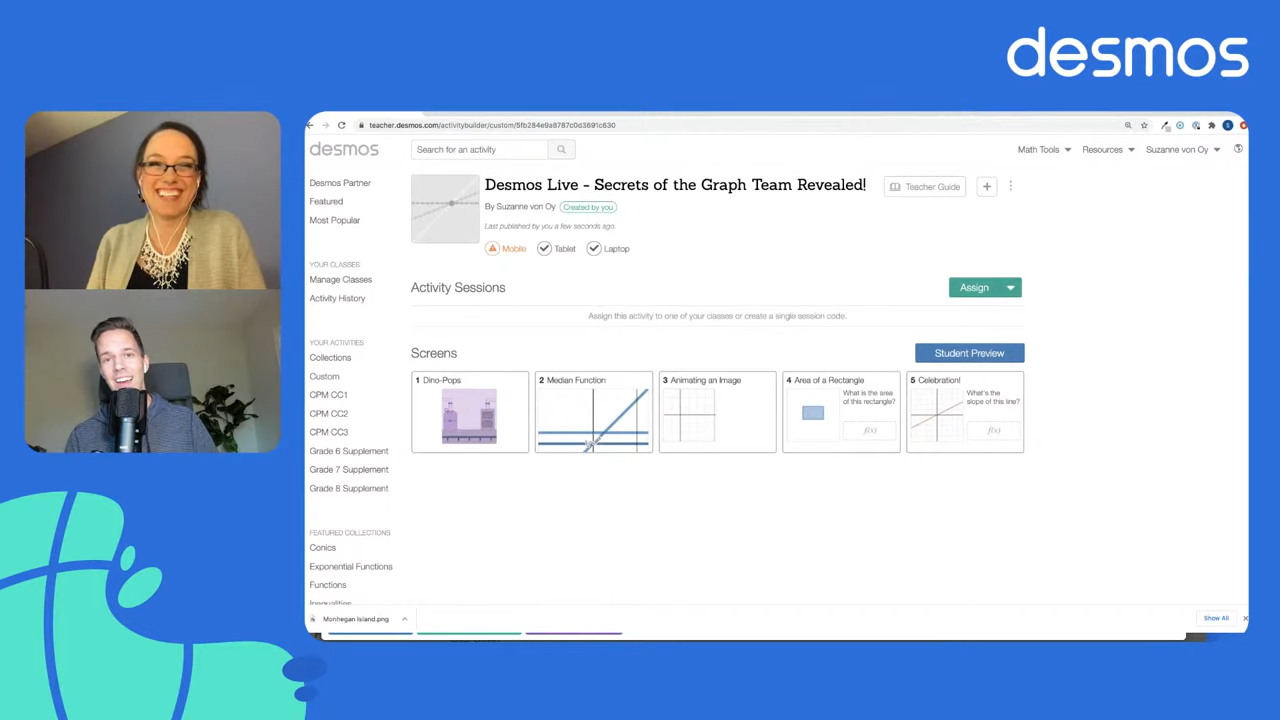 desmos
teacher.desmos.com/activitybuilder/custom/5fb284e9a8787c0d3691c630
desmos
Search for an activity
Math Tools
Resources
Suzanne von Oy
Desmos Partner
Featured
Most Popular
YOUR CLASSES
Manage Classes
Activity History
YOUR ACTIVITIES
Collections
Custom
CPM CC1
CPM CC2
CPM CC3
Grade 6 Supplement
Grade 7 Supplement
Grade 8 Supplement
FEATURED COLLECTIONS
Conics
Exponential Functions
Functions
Inequalities
Desmos Live - Secrets of the Graph Team Revealed!
Teacher Guide
By Suzanne von Oy
Created by you
Last published by you a few seconds ago.
Mobile
Tablet
Laptop
Activity Sessions
Assign
Assign this activity to one of your classes or create a single session code.
Screens
Student Preview
1 Dino-Pops
2 Median Function
3 Animating an Image
4 Area of a Rectangle
What is the area
of this rectangle?
f(x)
5 Celebration!
What's the
slope of this line?
f(x)
Monhegan Island.png
Show All